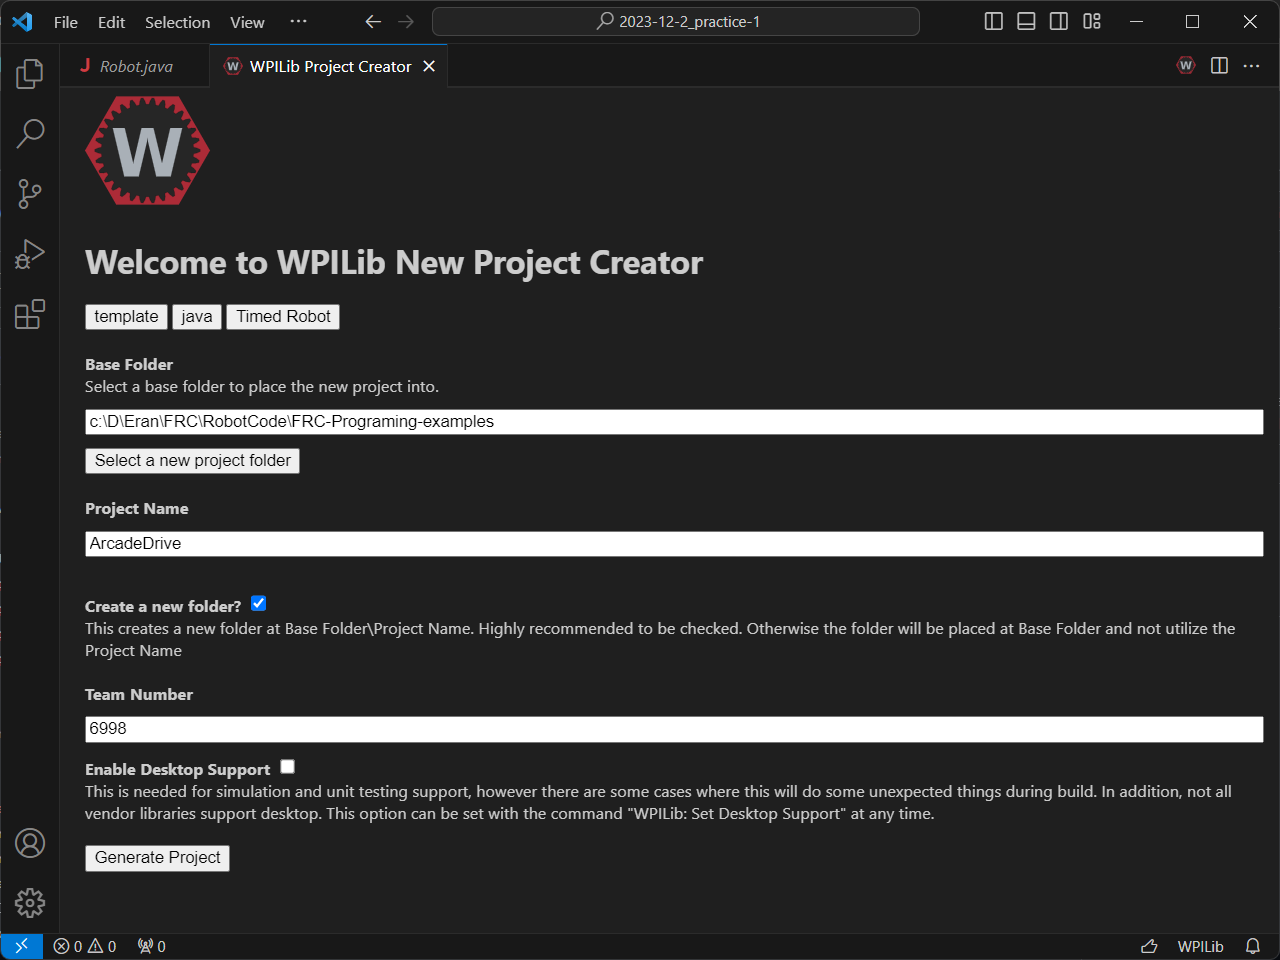 File Edit Selection View ··· 2023-12-2_practice-1
J Robot.java WPILib Project Creator
W
W
Welcome to WPILib New Project Creator
template java Timed Robot
Base Folder
Select a base folder to place the new project into.
c:\D\Eran\FRC\RobotCode\FRC-Programing-examples
Select a new project folder
Project Name
ArcadeDrive
Create a new folder?
This creates a new folder at Base Folder\Project Name. Highly recommended to be checked. Otherwise the folder will be placed at Base Folder and not utilize the
Project Name
Team Number
6998
Enable Desktop Support
This is needed for simulation and unit testing support, however there are some cases where this will do some unexpected things during build. In addition, not all
vendor libraries support desktop. This option can be set with the command "WPILib: Set Desktop Support" at any time.
Generate Project
0 0 0 WPILib